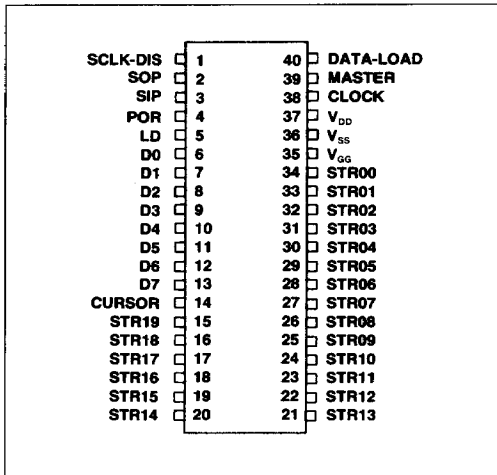 SCLK-DIS 1 40 DATA-LOAD
SOP 2 39 MASTER
SIP 3 38 CLOCK
POR 4 37 VDD
LD 5 36 VSS
D0 6 35 VGG
D1 7 34 STR00
D2 8 33 STR01
D3 9 32 STR02
D4 10 31 STR03
D5 11 30 STR04
D6 12 29 STR05
D7 13 28 STR06
CURSOR 14 27 STR07
STR19 15 26 STR08
STR18 16 25 STR09
STR17 17 24 STR10
STR16 18 23 STR11
STR15 19 22 STR12
STR14 20 21 STR13